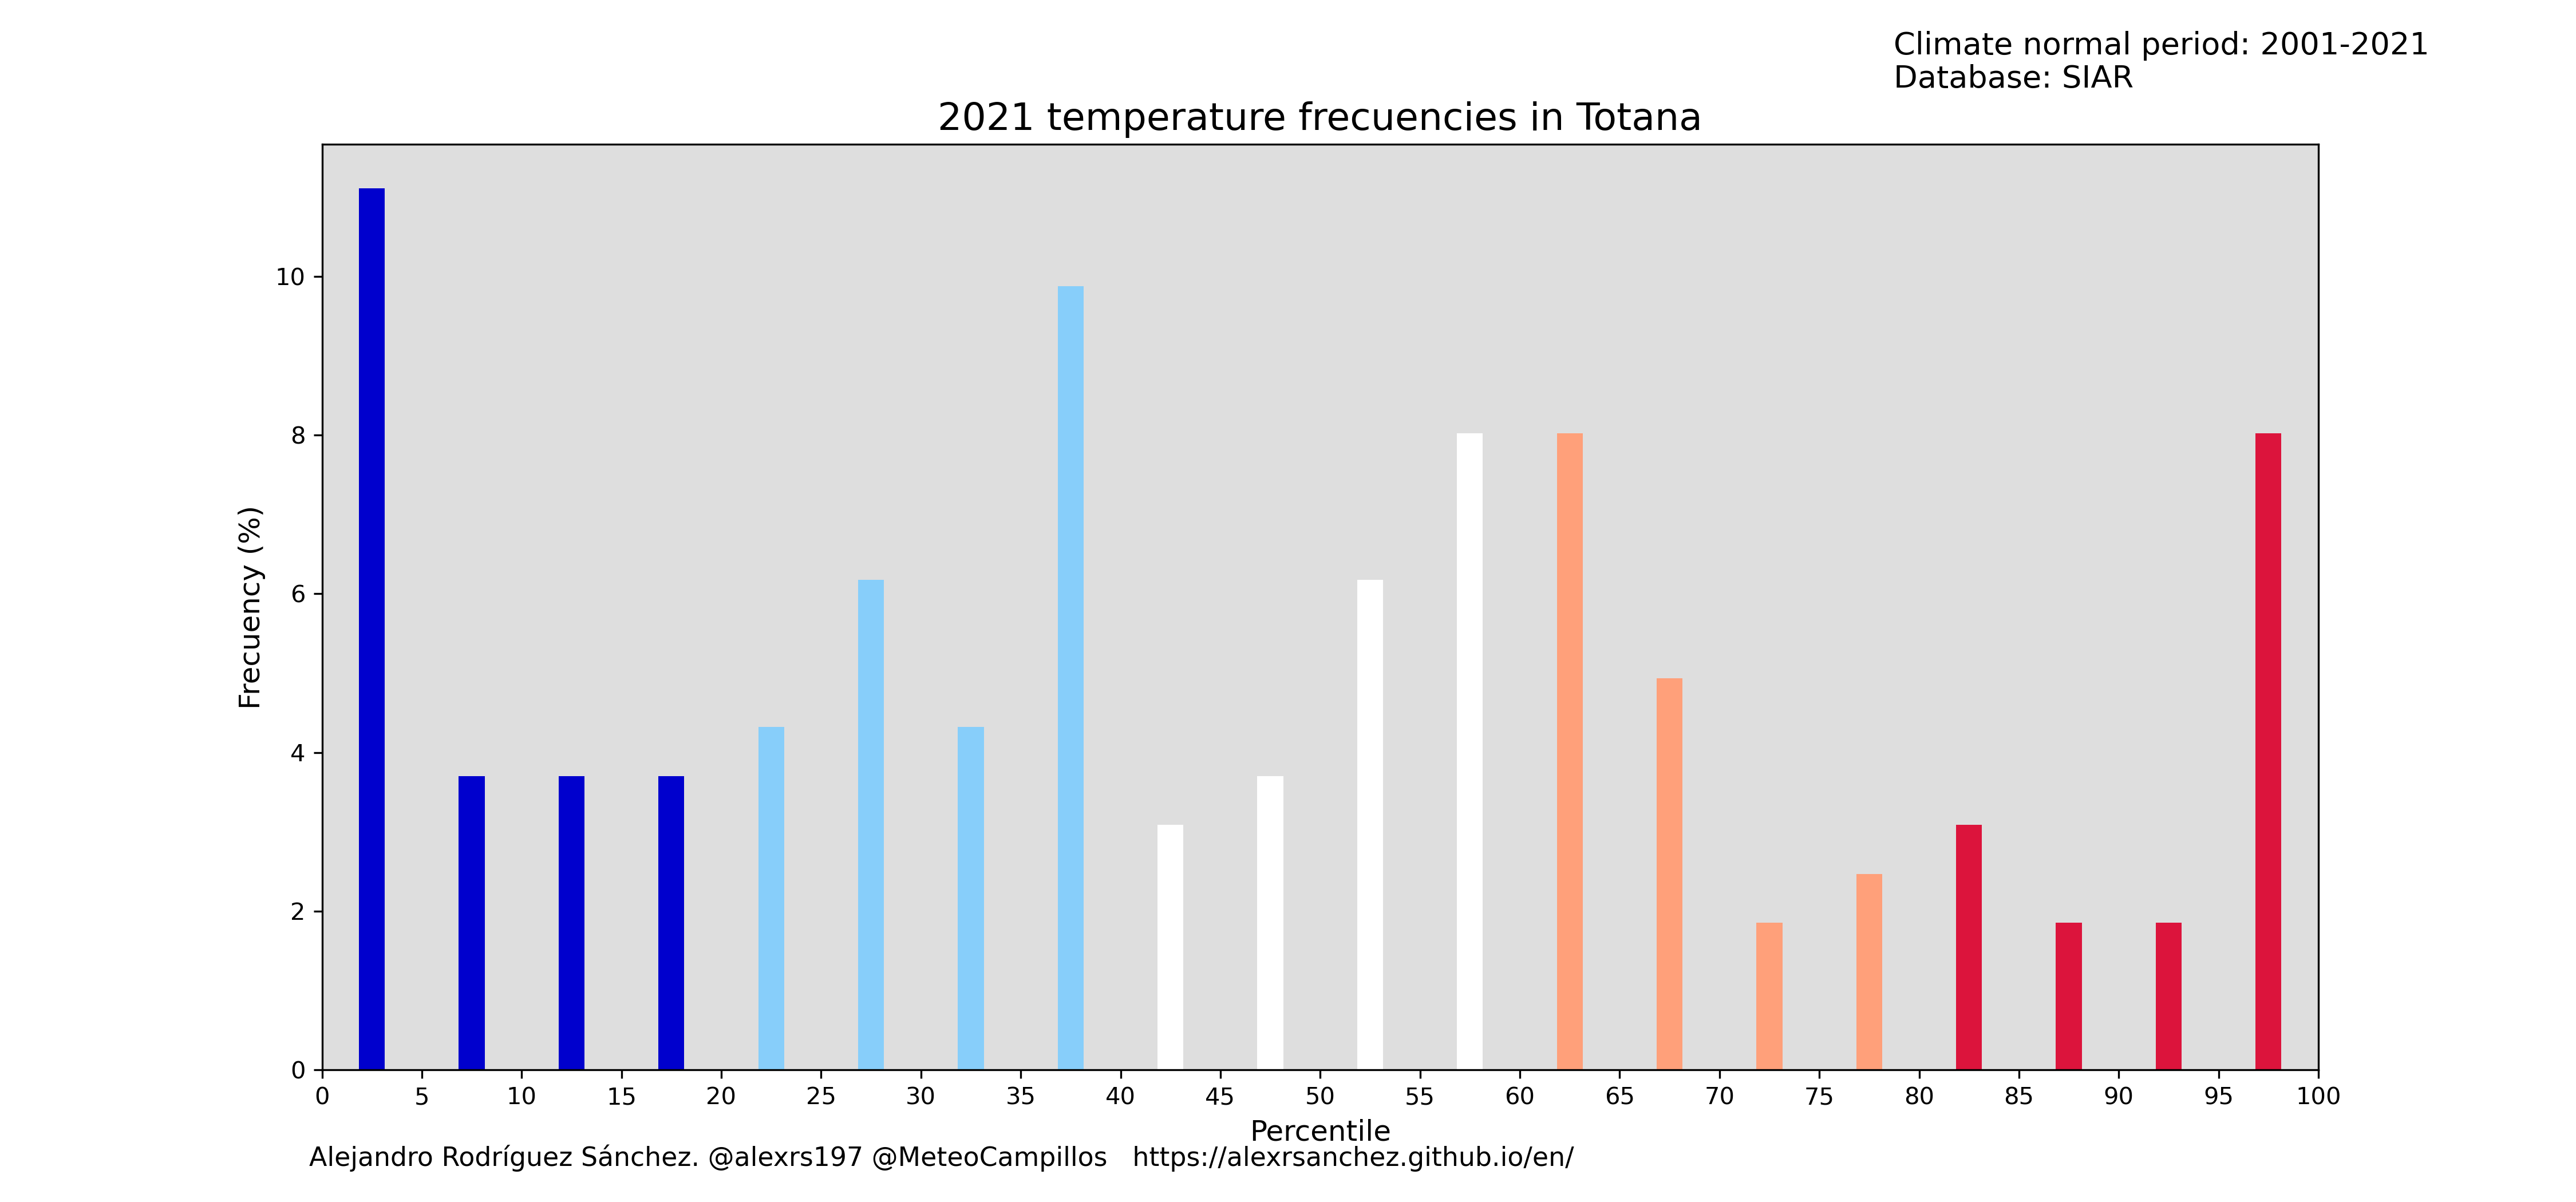 Climate normal period: 2001-2021
Database: SIAR
2021 temperature frecuencies in Totana
Frecuency (%)
10
8
6
4
2
0
0 5 10 15 20 25 30 35 40 45 50 55 60 65 70 75 80 85 90 95 100
Percentile
Alejandro Rodríguez Sánchez. @alexrs197 @MeteoCampillos https://alexrsanchez.github.io/en/